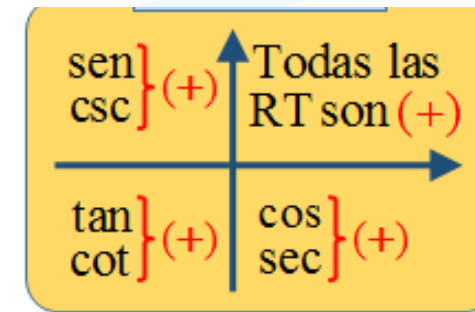 sen
csc
(+)
Todas las
RT son (+)
tan
cot
(+)
cos
sec
(+)